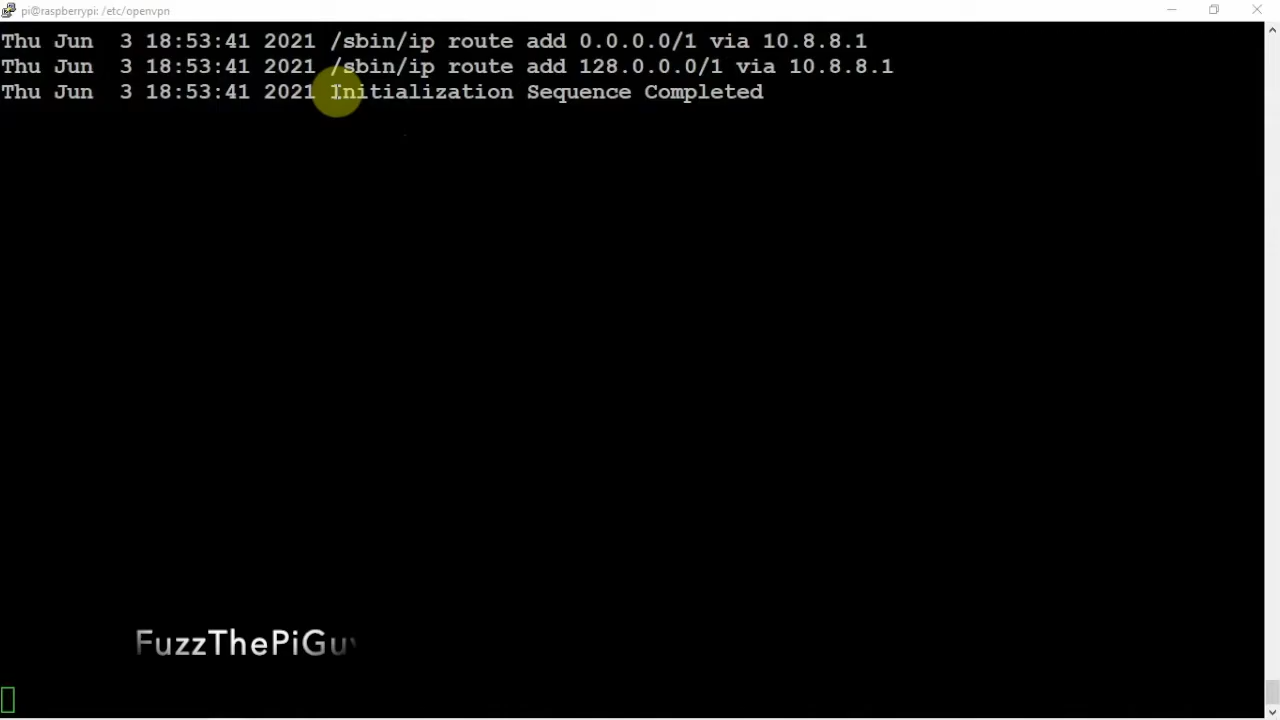 pi@raspberrypi: /etc/openvpn
Thu Jun  3 18:53:41 2021 /sbin/ip route add 0.0.0.0/1 via 10.8.8.1
Thu Jun  3 18:53:41 2021 /sbin/ip route add 128.0.0.0/1 via 10.8.8.1
Thu Jun  3 18:53:41 2021 Initialization Sequence Completed
FuzzThePiGuy